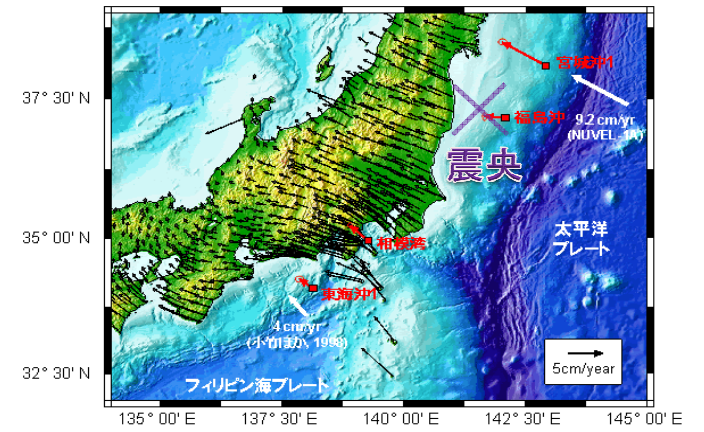 宮城沖1
37° 30' N
9.2 cm/yr
(NUVEL-1A)
福島沖
震央
太平洋
プレート
35° 00' N
相模湾
東海沖1
4 cm/yr
(小竹ほか, 1998)
5cm/year
32° 30' N
フィリピン海プレート
135° 00' E
137° 30' E
140° 00' E
142° 30' E
145° 00' E